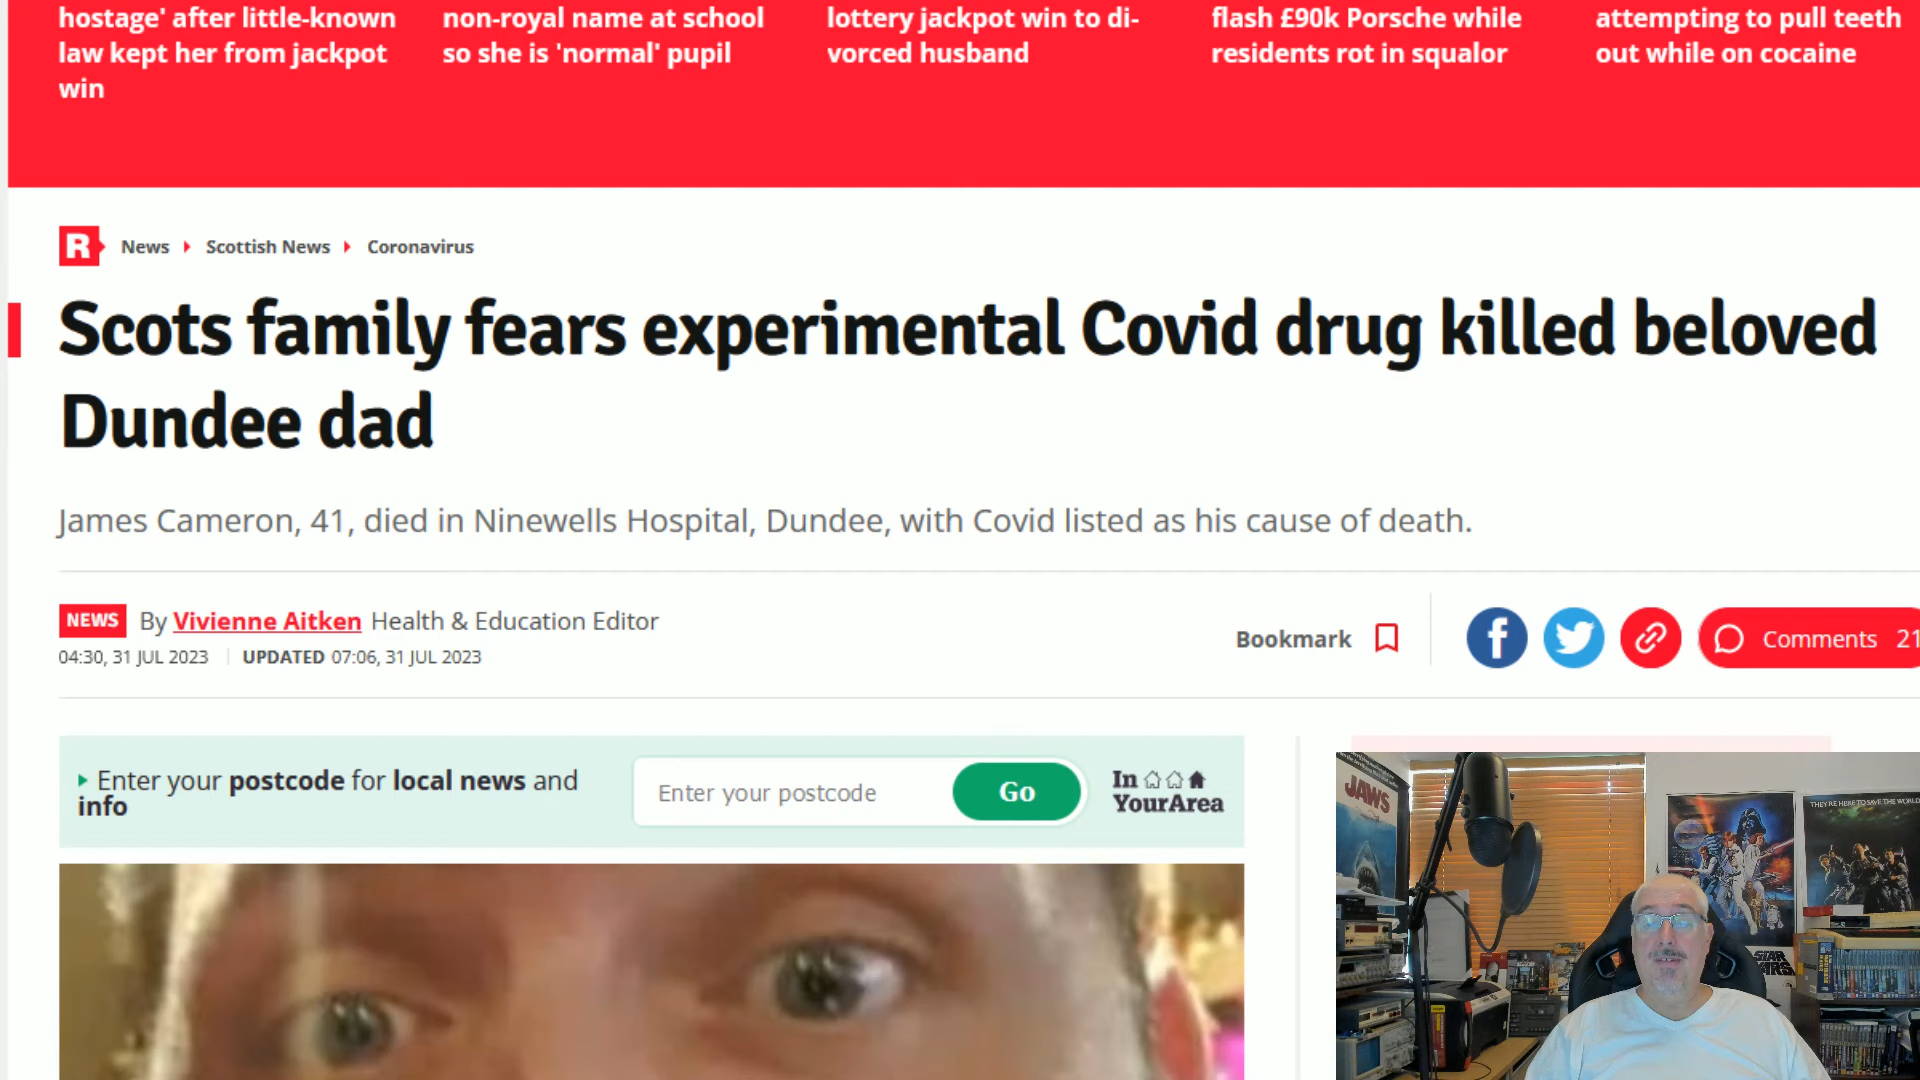 hostage' after little-known
law kept her from jackpot
win
non-royal name at school
so she is 'normal' pupil
lottery jackpot win to di-
vorced husband
flash £90k Porsche while
residents rot in squalor
attempting to pull teeth
out while on cocaine
R News Scottish News Coronavirus
Scots family fears experimental Covid drug killed beloved
Dundee dad
James Cameron, 41, died in Ninewells Hospital, Dundee, with Covid listed as his cause of death.
NEWS By Vivienne Aitken Health & Education Editor
04:30, 31 JUL 2023 UPDATED 07:06, 31 JUL 2023
Bookmark
Comments 21
Enter your postcode for local news and
info
Enter your postcode
Go
In
YourArea
JAWS
THEY'RE HERE TO SAVE THE WORLD
STAR
WARS